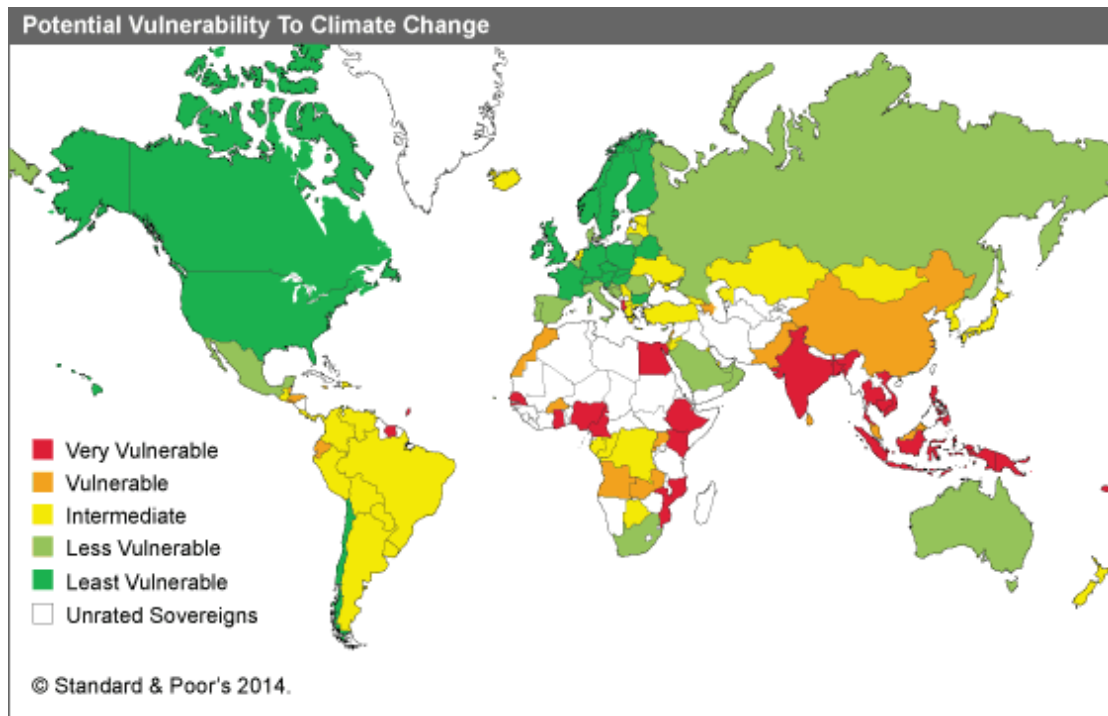 Potential Vulnerability To Climate Change
Very Vulnerable
Vulnerable
Intermediate
Less Vulnerable
Least Vulnerable
Unrated Sovereigns
© Standard & Poor's 2014.